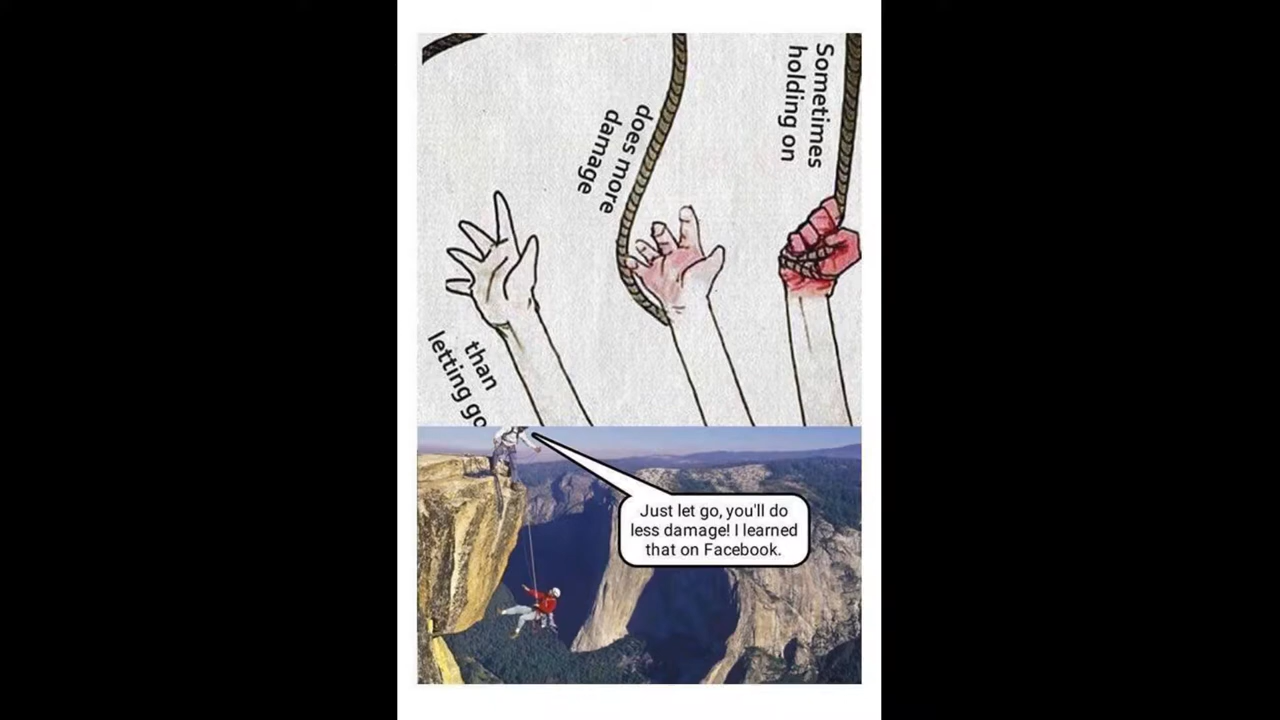 Sometimes
holding on
does more
damage
than
letting go
Just let go, you'll do
less damage! I learned
that on Facebook.